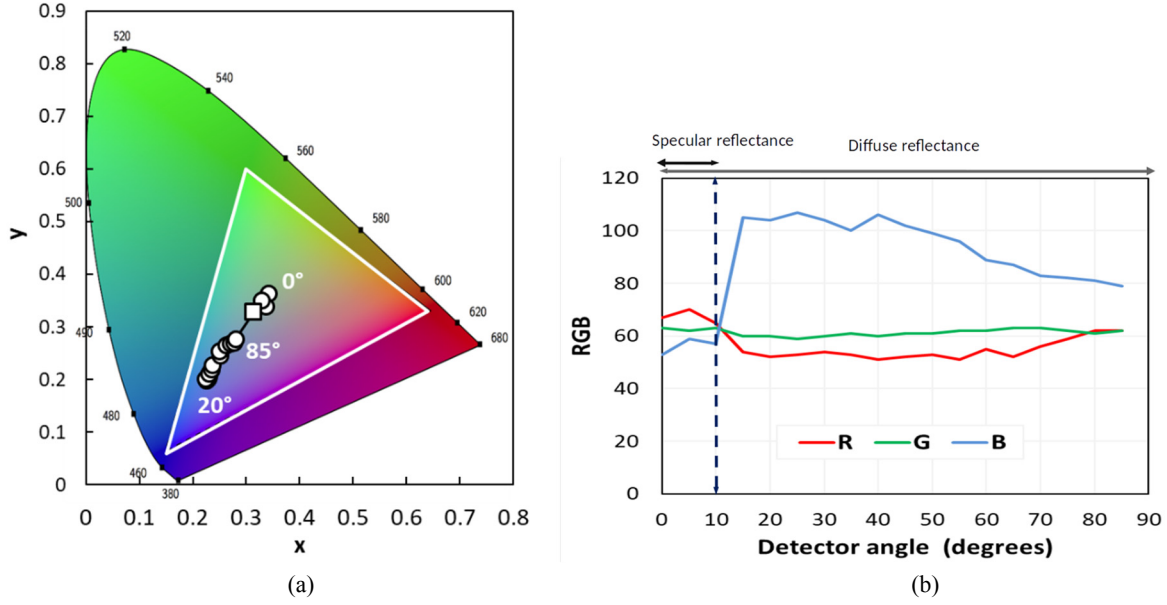 0.9
0.8
0.7
0.6
0.5
0.4
0.3
0.2
0.1
0
y
520
540
560
580
600
620
680
500
490
480
460
380
0°
85°
20°
0 0.1 0.2 0.3 0.4 0.5 0.6 0.7 0.8
x
(a)
Specular reflectance
Diffuse reflectance
120
100
80
60
40
20
0
RGB
R G B
0 10 20 30 40 50 60 70 80 90
Detector angle (degrees)
(b)